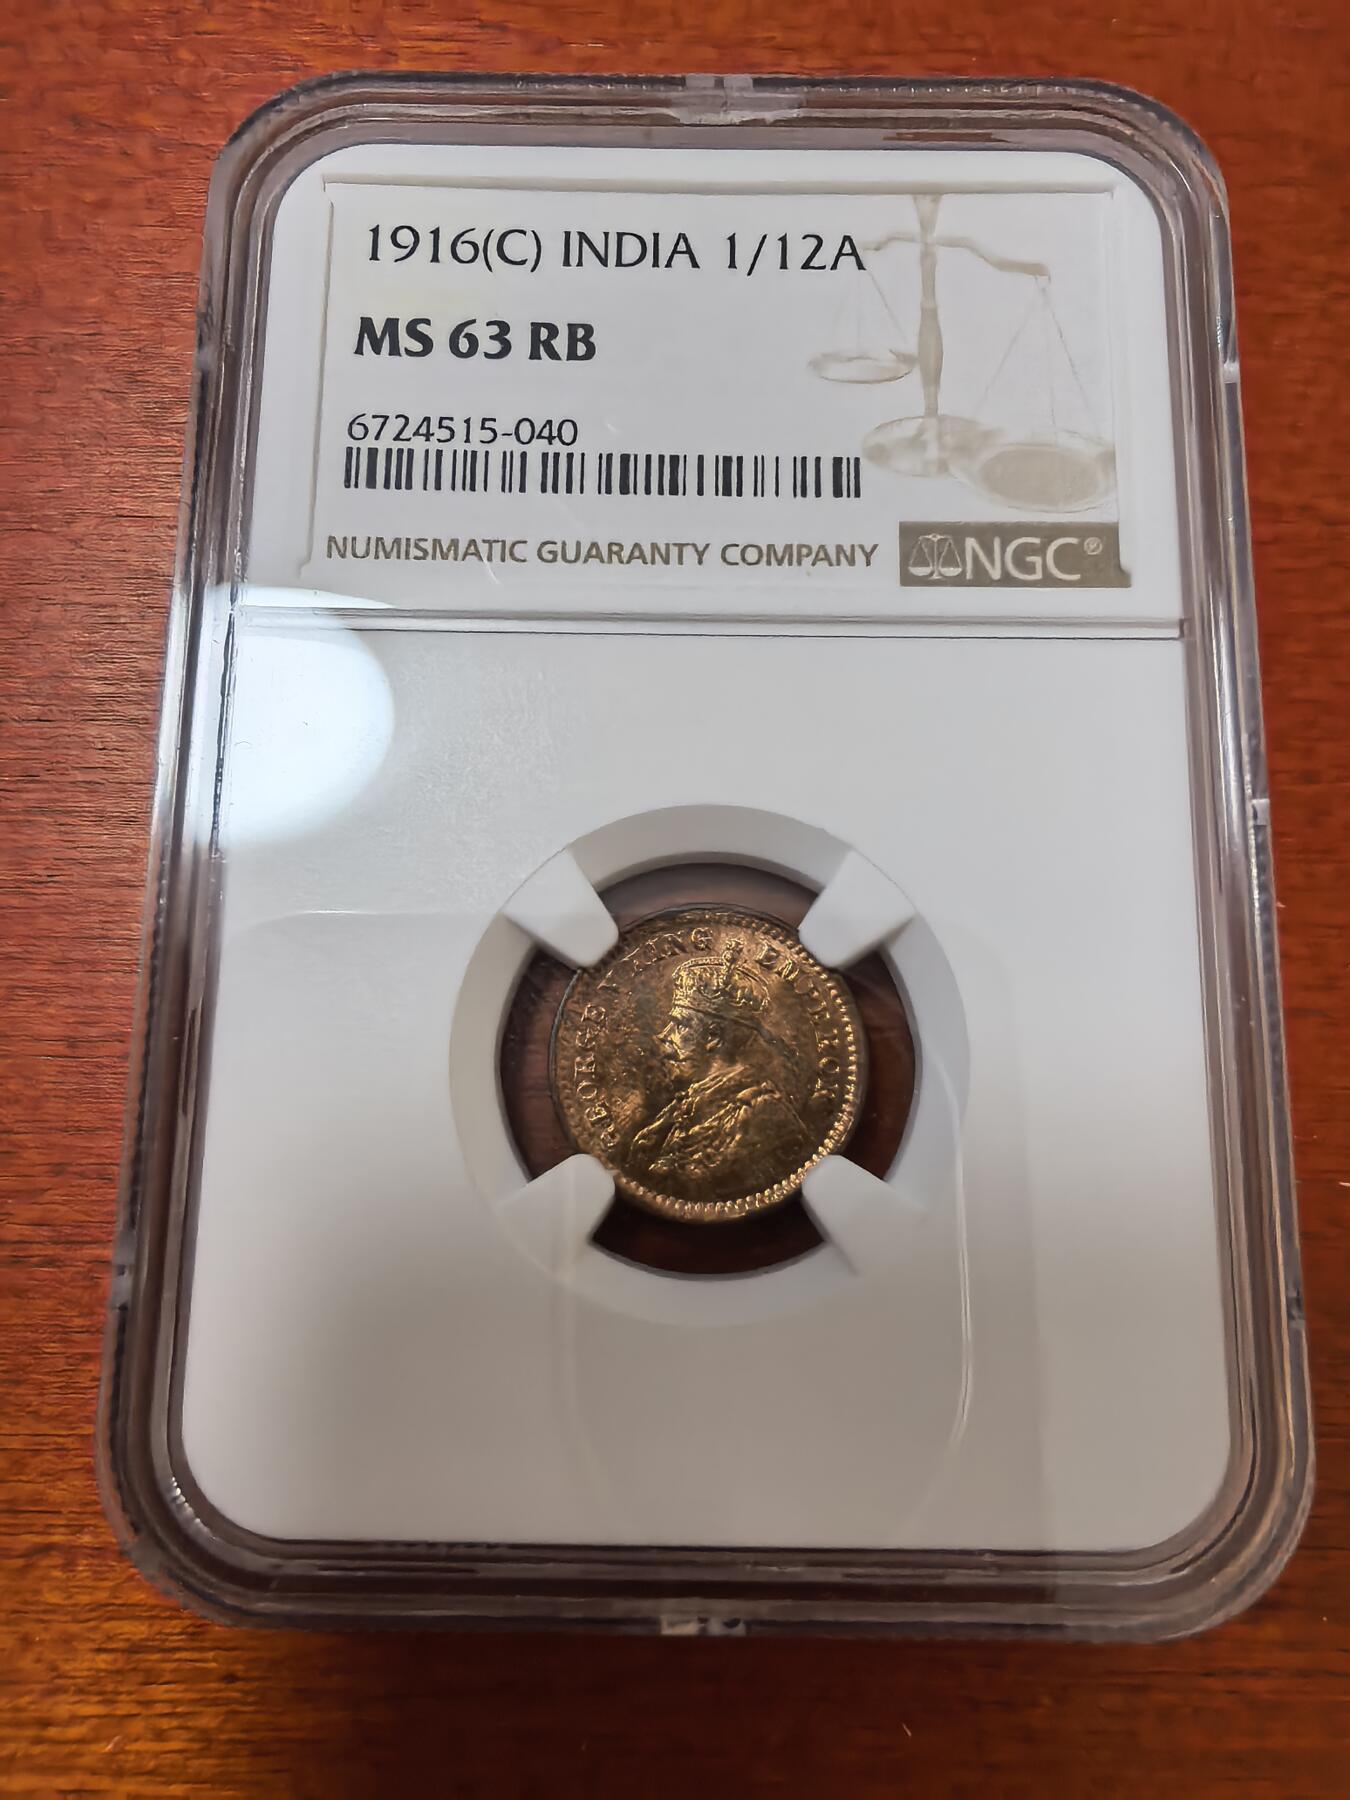 1916(C) INDIA 1/12A
MS 63 RB
6724515-040
NUMISMATIC GUARANTY COMPANY NGC®
GEORGE V KING EMPEROR